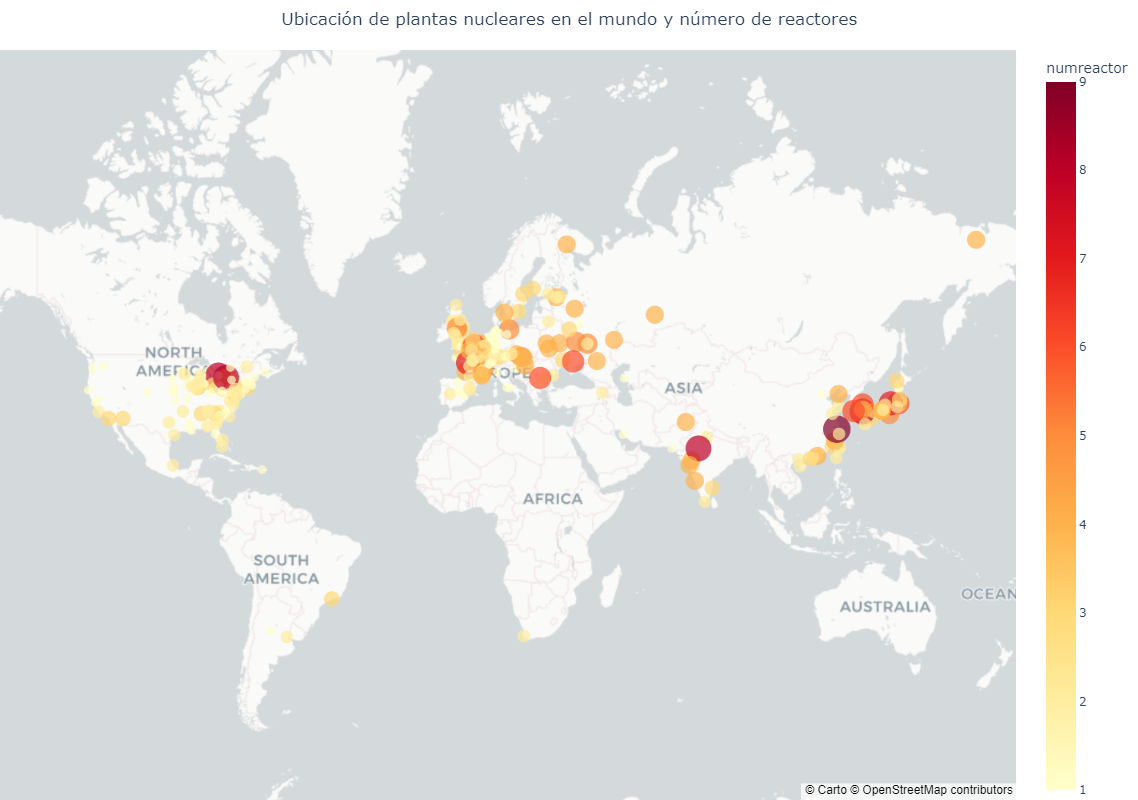 Ubicación de plantas nucleares en el mundo y número de reactores
numreactor
9
8
7
6
5
4
3
2
1
NORTH
AMERICA
OPE
ASIA
AFRICA
SOUTH
AMERICA
AUSTRALIA
OCEAN
© Carto © OpenStreetMap contributors